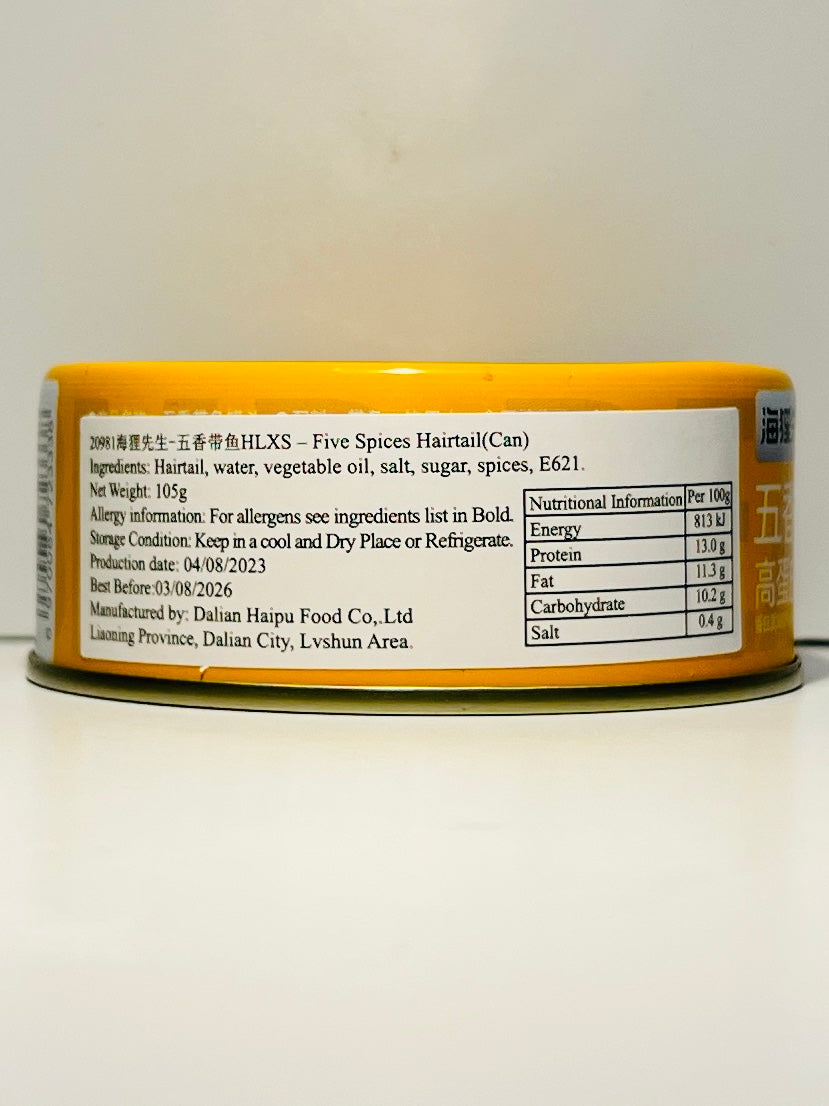 20981海狸先生-五香带鱼HLXS – Five Spices Hairtail(Can)
Ingredients: Hairtail, water, vegetable oil, salt, sugar, spices, E621.
Net Weight: 105g
Allergy information: For allergens see ingredients list in Bold.
Storage Condition: Keep in a cool and Dry Place or Refrigerate.
Production date: 04/08/2023
Best Before:03/08/2026
Manufactured by: Dalian Haipu Food Co,.Ltd
Liaoning Province, Dalian City, Lvshun Area.
Nutritional Information Per 100g
Energy 813 kJ
Protein 13.0 g
Fat 11.3 g
Carbohydrate 10.2 g
Salt 0.4 g
海狸
五香
高蛋